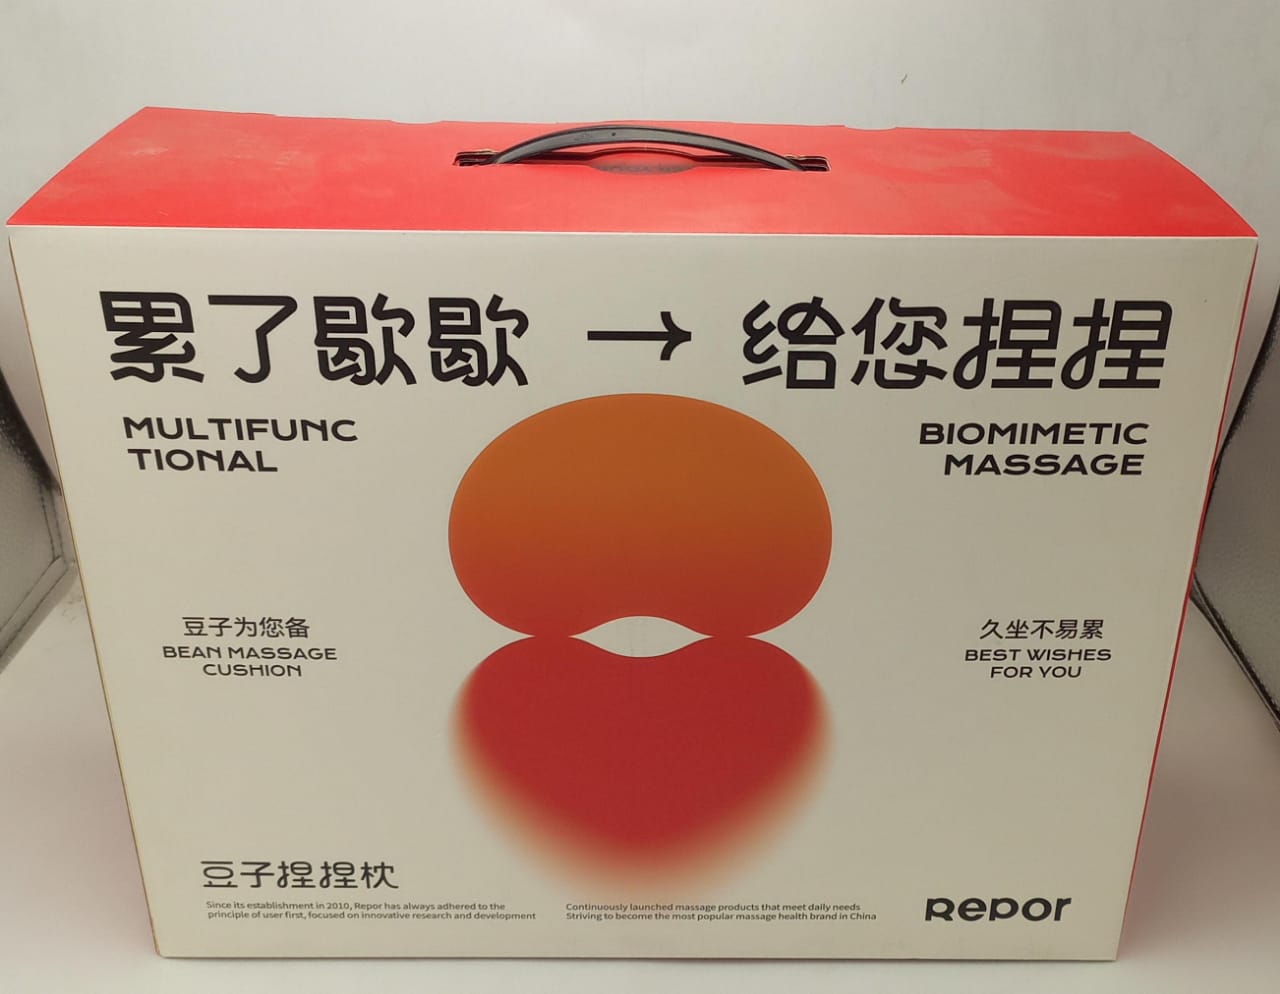 累了歇歇 → 给您捏捏
MULTIFUNC
TIONAL
BIOMIMETIC
MASSAGE
豆子为您备
BEAN MASSAGE
CUSHION
久坐不易累
BEST WISHES
FOR YOU
豆子捏捏枕
Since its establishment in 2010, Repor has always adhered to the
principle of user first, focused on innovative research and development
Continuously launched massage products that meet daily needs
Striving to become the most popular massage health brand in China
Repor